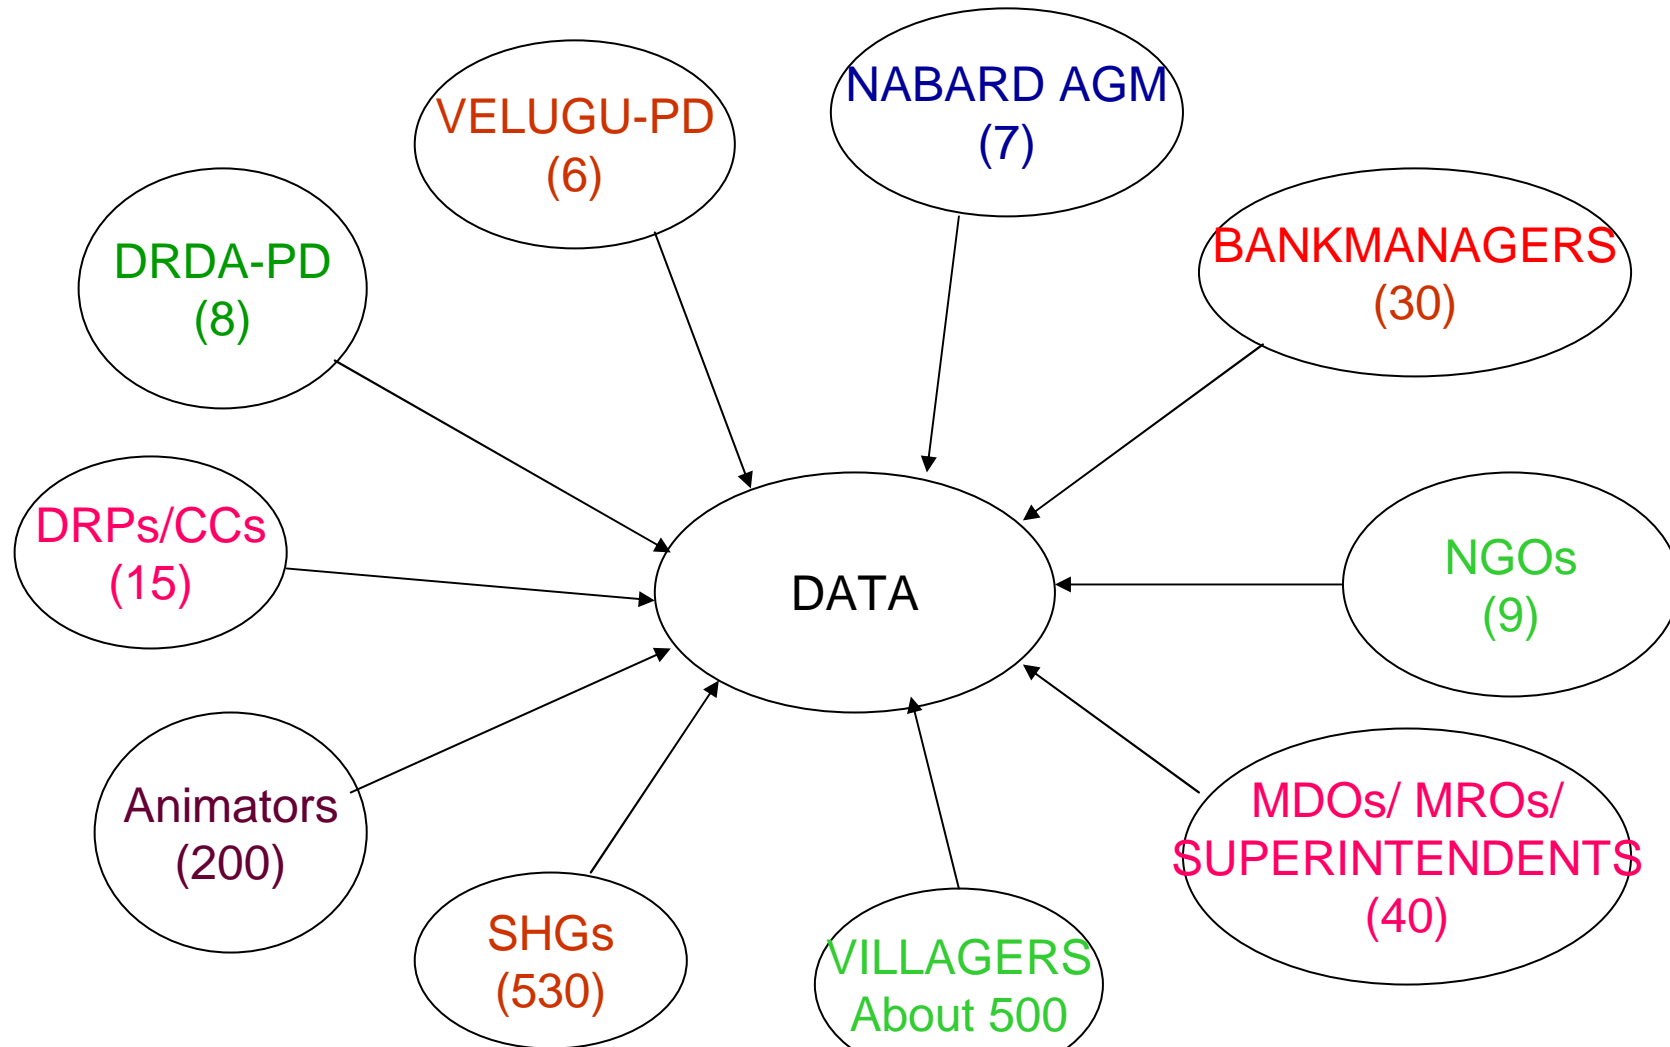 NABARD AGM
(7)
VELUGU-PD
(6)
BANKMANAGERS
(30)
DRDA-PD
(8)
DRPs/CCs
(15)
DATA
NGOs
(9)
Animators
(200)
MDOs/ MROs/
SUPERINTENDENTS
(40)
SHGs
(530)
VILLAGERS
About 500